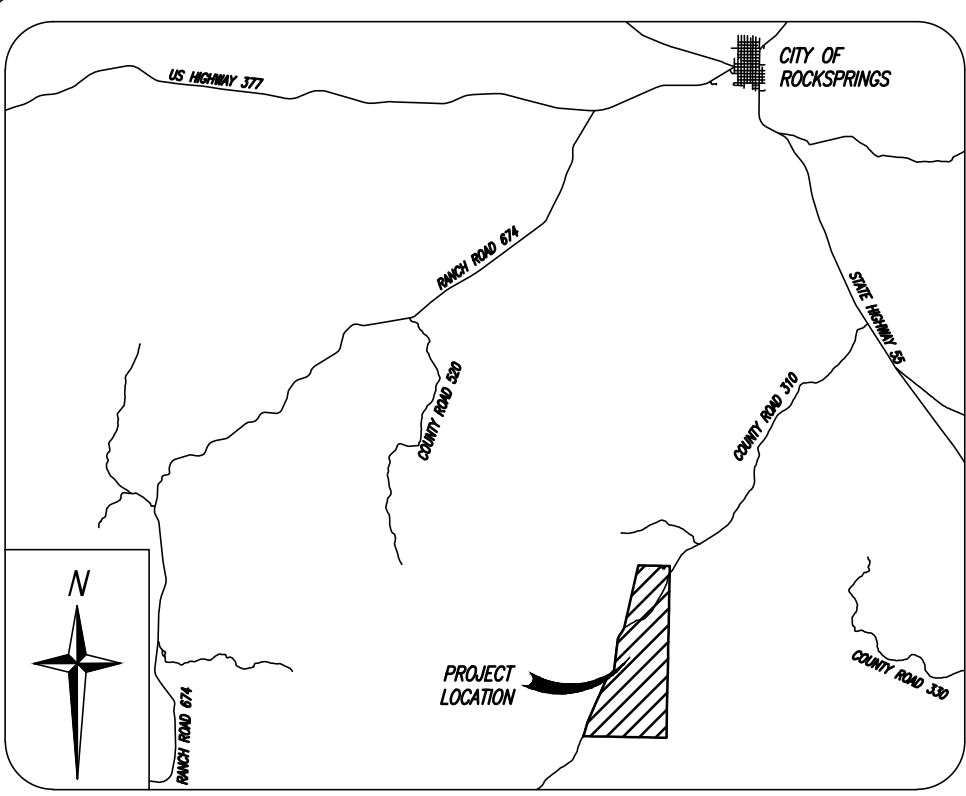 CITY OF
ROCKSPRINGS
US HIGHWAY 377
RANCH ROAD 674
STATE HIGHWAY 55
COUNTY ROAD 520
COUNTY ROAD 310
N
PROJECT
LOCATION
COUNTY ROAD 330
RANCH ROAD 674